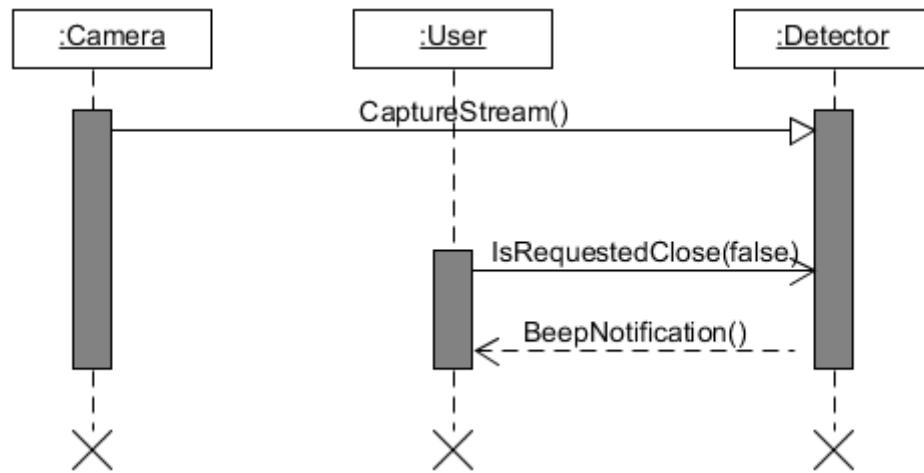 :Camera
:User
:Detector
CaptureStream()
IsRequestedClose(false)
BeepNotification()